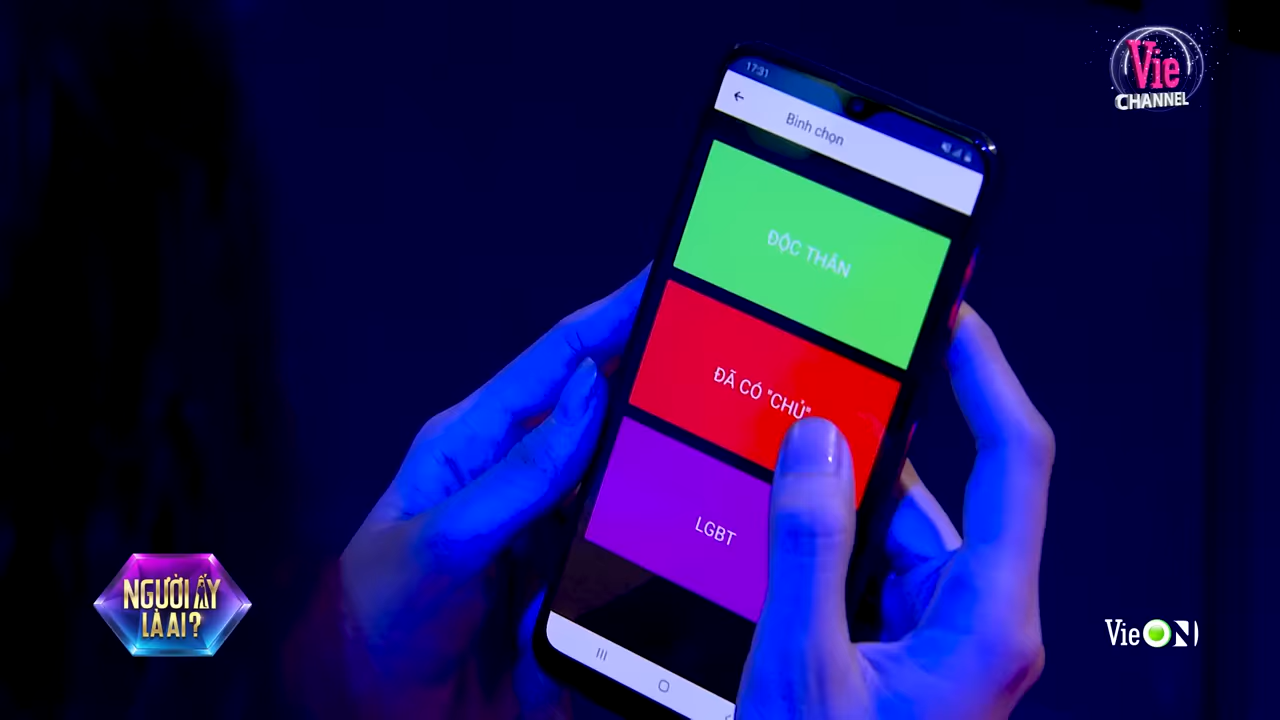 17:31
Vie
CHANNEL
Bình chọn
ĐỘC THÂN
ĐÃ CÓ "CHỦ"
LGBT
NGƯỜI ẤY
LÀ AI?
VieON